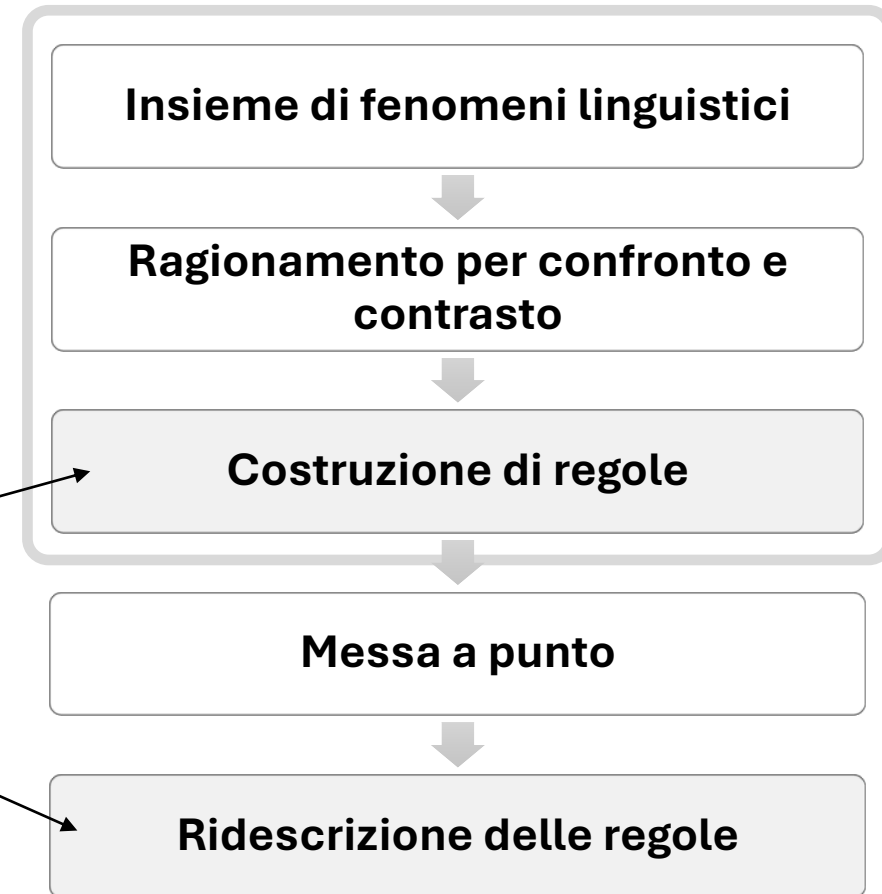 Insieme di fenomeni linguistici
Ragionamento per confronto e
contrasto
Costruzione di regole
Messa a punto
Ridescrizione delle regole